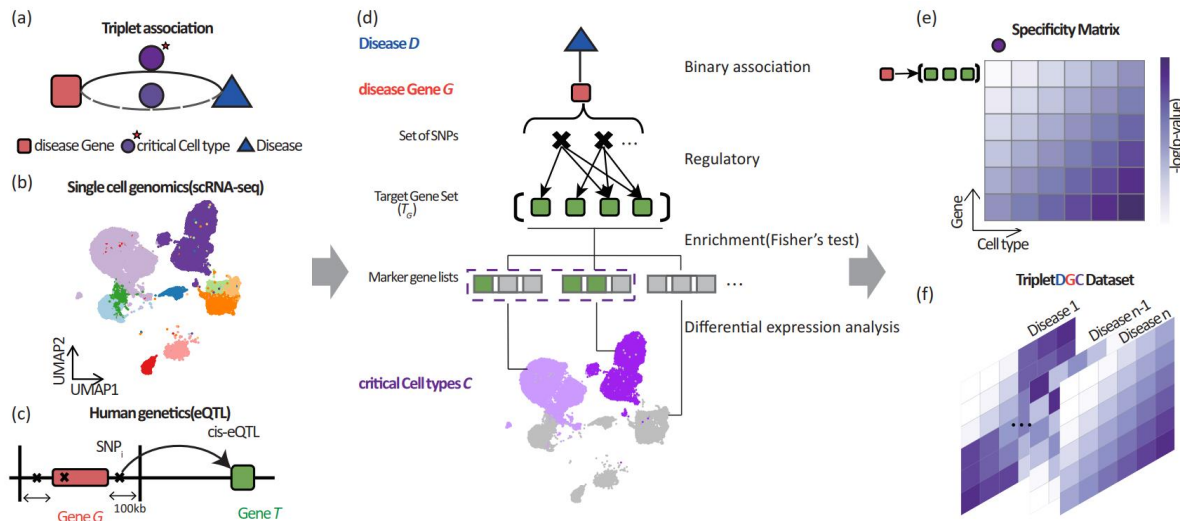 (a)
Triplet association
disease Gene
critical Cell type
Disease
(b)
Single cell genomics(scRNA-seq)
UMAP2
UMAP1
(c)
Human genetics(eQTL)
cis-eQTL
SNPi
100kb
Gene G
Gene T
(d)
Disease D
Binary association
disease Gene G
Set of SNPs
...
Regulatory
Target Gene Set
(TG)
Enrichment(Fisher's test)
Marker gene lists
...
Differential expression analysis
critical Cell types C
(e)
Specificity Matrix
-log(p-value)
Gene
Cell type
(f)
TripletDGC Dataset
Disease 1
Disease n-1
Disease n
...